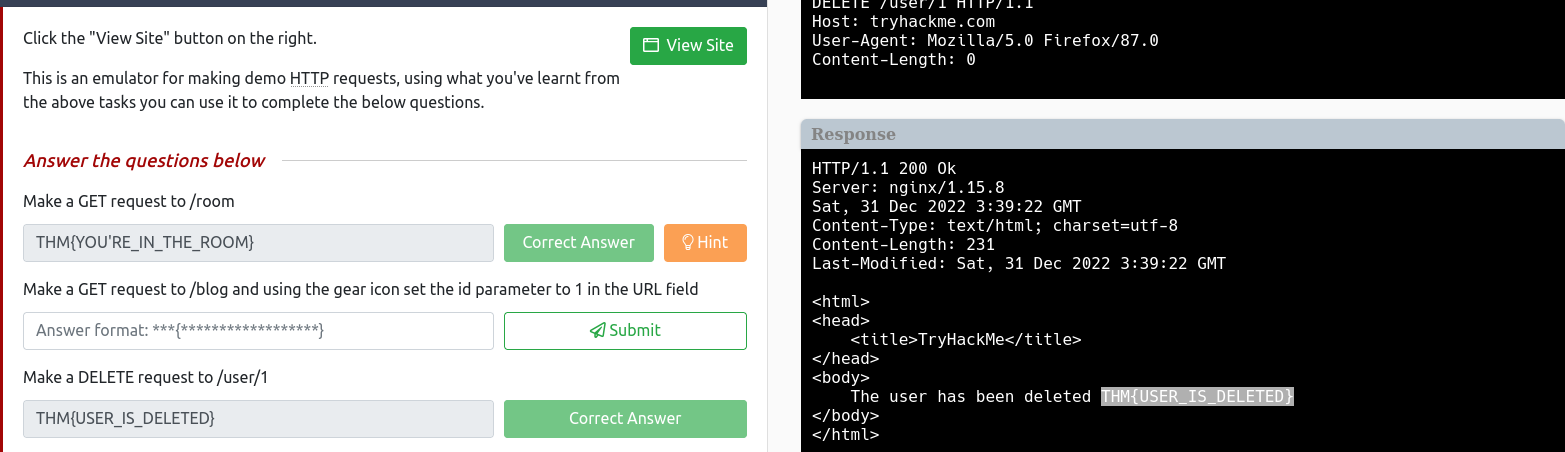 Click the "View Site" button on the right.
View Site
This is an emulator for making demo HTTP requests, using what you've learnt from
the above tasks you can use it to complete the below questions.
Answer the questions below
Make a GET request to /room
THM{YOU'RE_IN_THE_ROOM}
Correct Answer
Hint
Make a GET request to /blog and using the gear icon set the id parameter to 1 in the URL field
Answer format: ***{******************}
Submit
Make a DELETE request to /user/1
THM{USER_IS_DELETED}
Correct Answer
DELETE /user/1 HTTP/1.1
Host: tryhackme.com
User-Agent: Mozilla/5.0 Firefox/87.0
Content-Length: 0
Response
HTTP/1.1 200 Ok
Server: nginx/1.15.8
Sat, 31 Dec 2022 3:39:22 GMT
Content-Type: text/html; charset=utf-8
Content-Length: 231
Last-Modified: Sat, 31 Dec 2022 3:39:22 GMT
<html>
<head>
<title>TryHackMe</title>
</head>
<body>
The user has been deleted THM{USER_IS_DELETED}
</body>
</html>